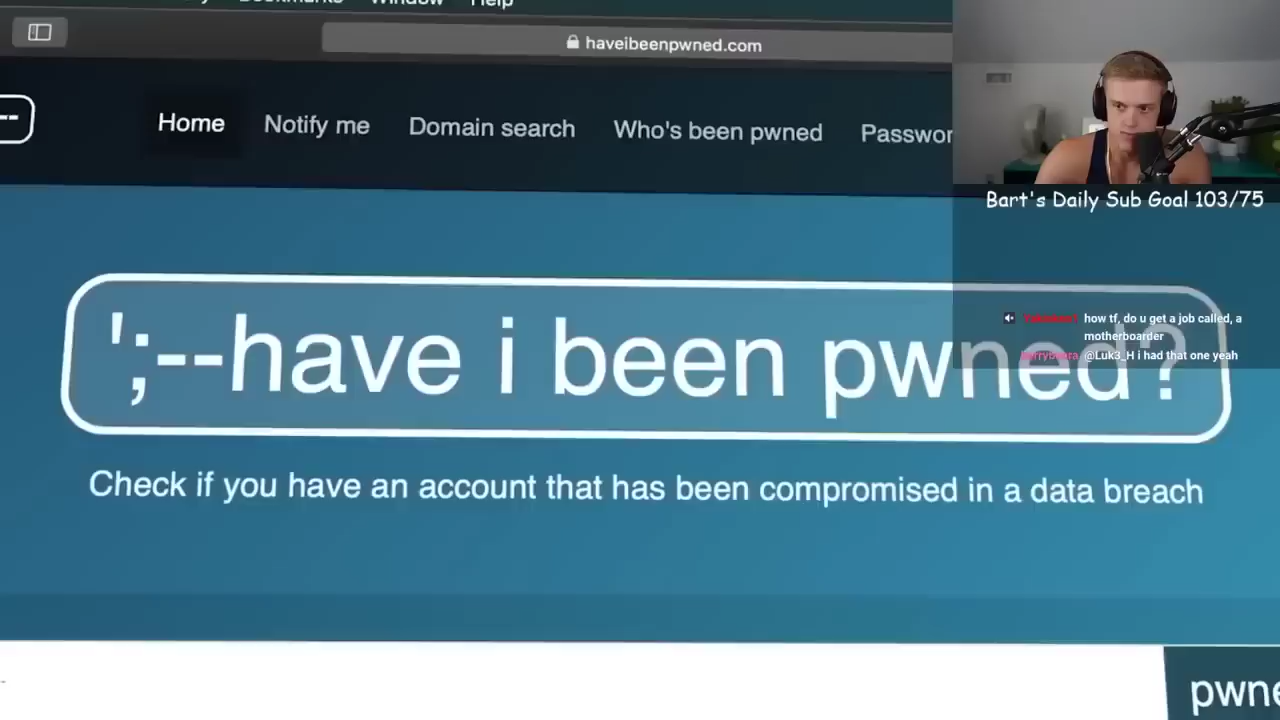 Help
haveibeenpwned.com
--
Home
Notify me
Domain search
Who's been pwned
Bart's Daily Sub Goal 103/75
';--have i been pwned?
how tf, do u get a job called, a
motherboarder
@Luk3_H i had that one yeah
Check if you have an account that has been compromised in a data breach